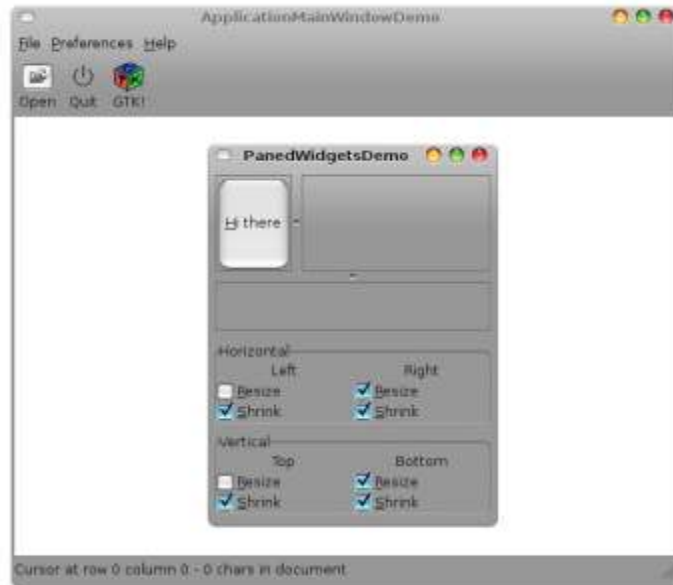 ApplicationMainWindowDemo
File Preferences Help
Open Quit GTK!
PanedWidgetsDemo
Hi there
Horizontal
Left Right
Resize Resize
Shrink Shrink
Vertical
Top Bottom
Resize Resize
Shrink Shrink
Cursor at row 0 column 0 - 0 chars in document